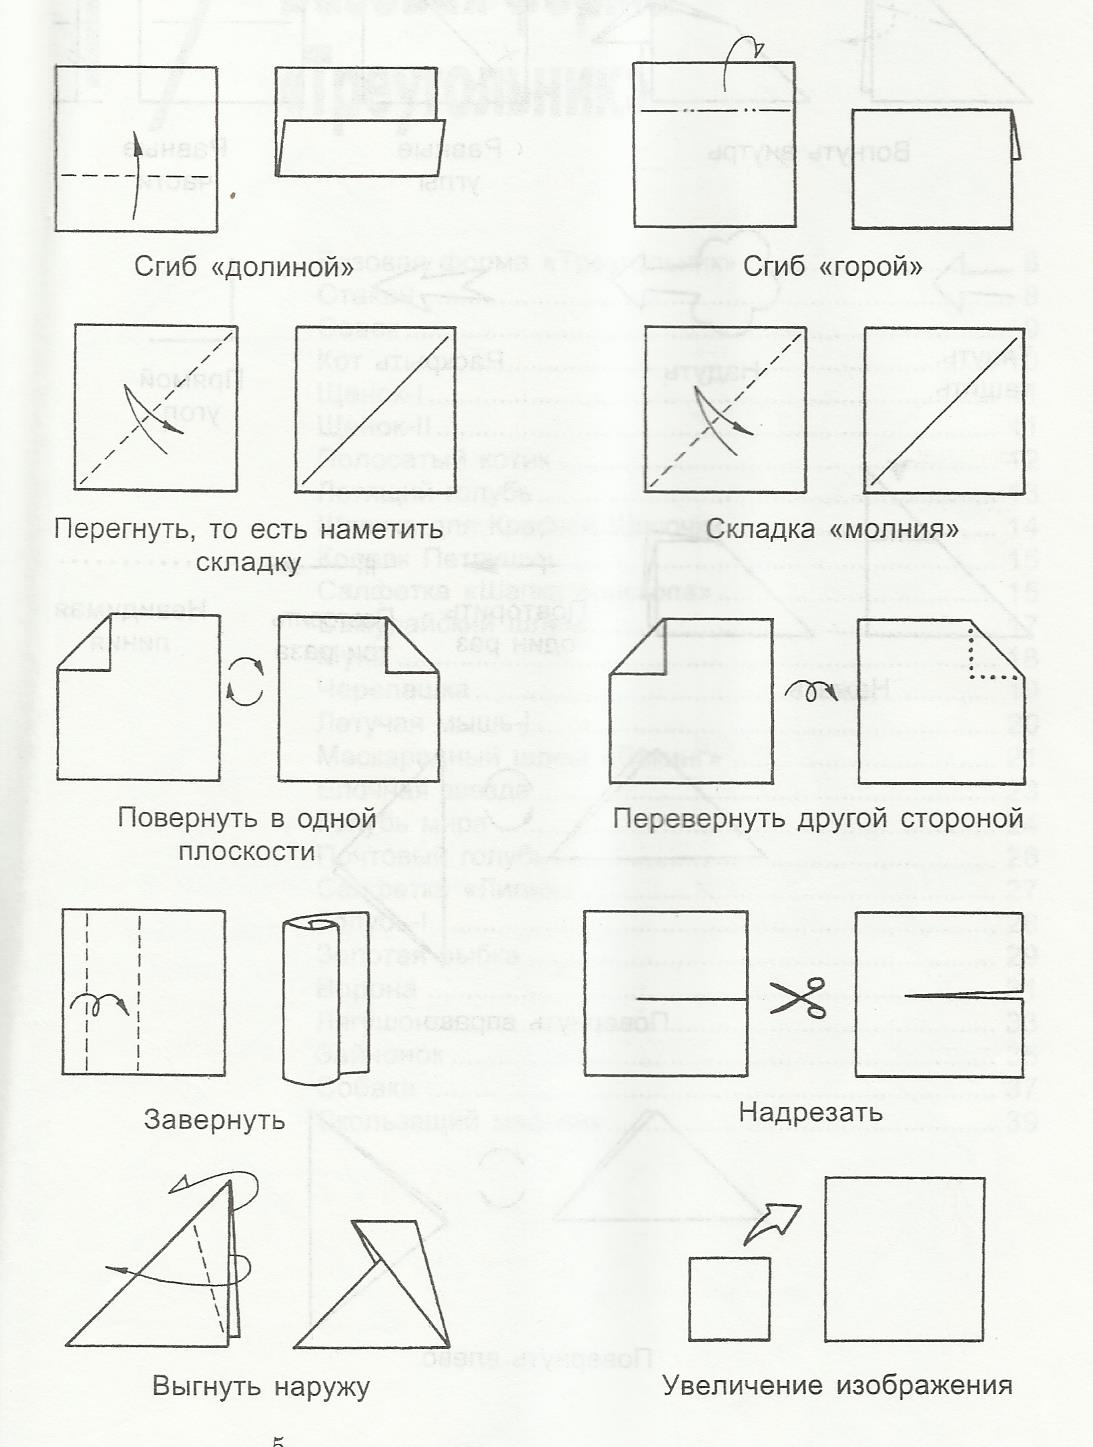 Сгиб «долиной»
Сгиб «горой»
Перегнуть, то есть наметить
складку
Складка «молния»
Повернуть в одной
плоскости
Перевернуть другой стороной
Завернуть
Надрезать
Выгнуть наружу
Увеличение изображения
5